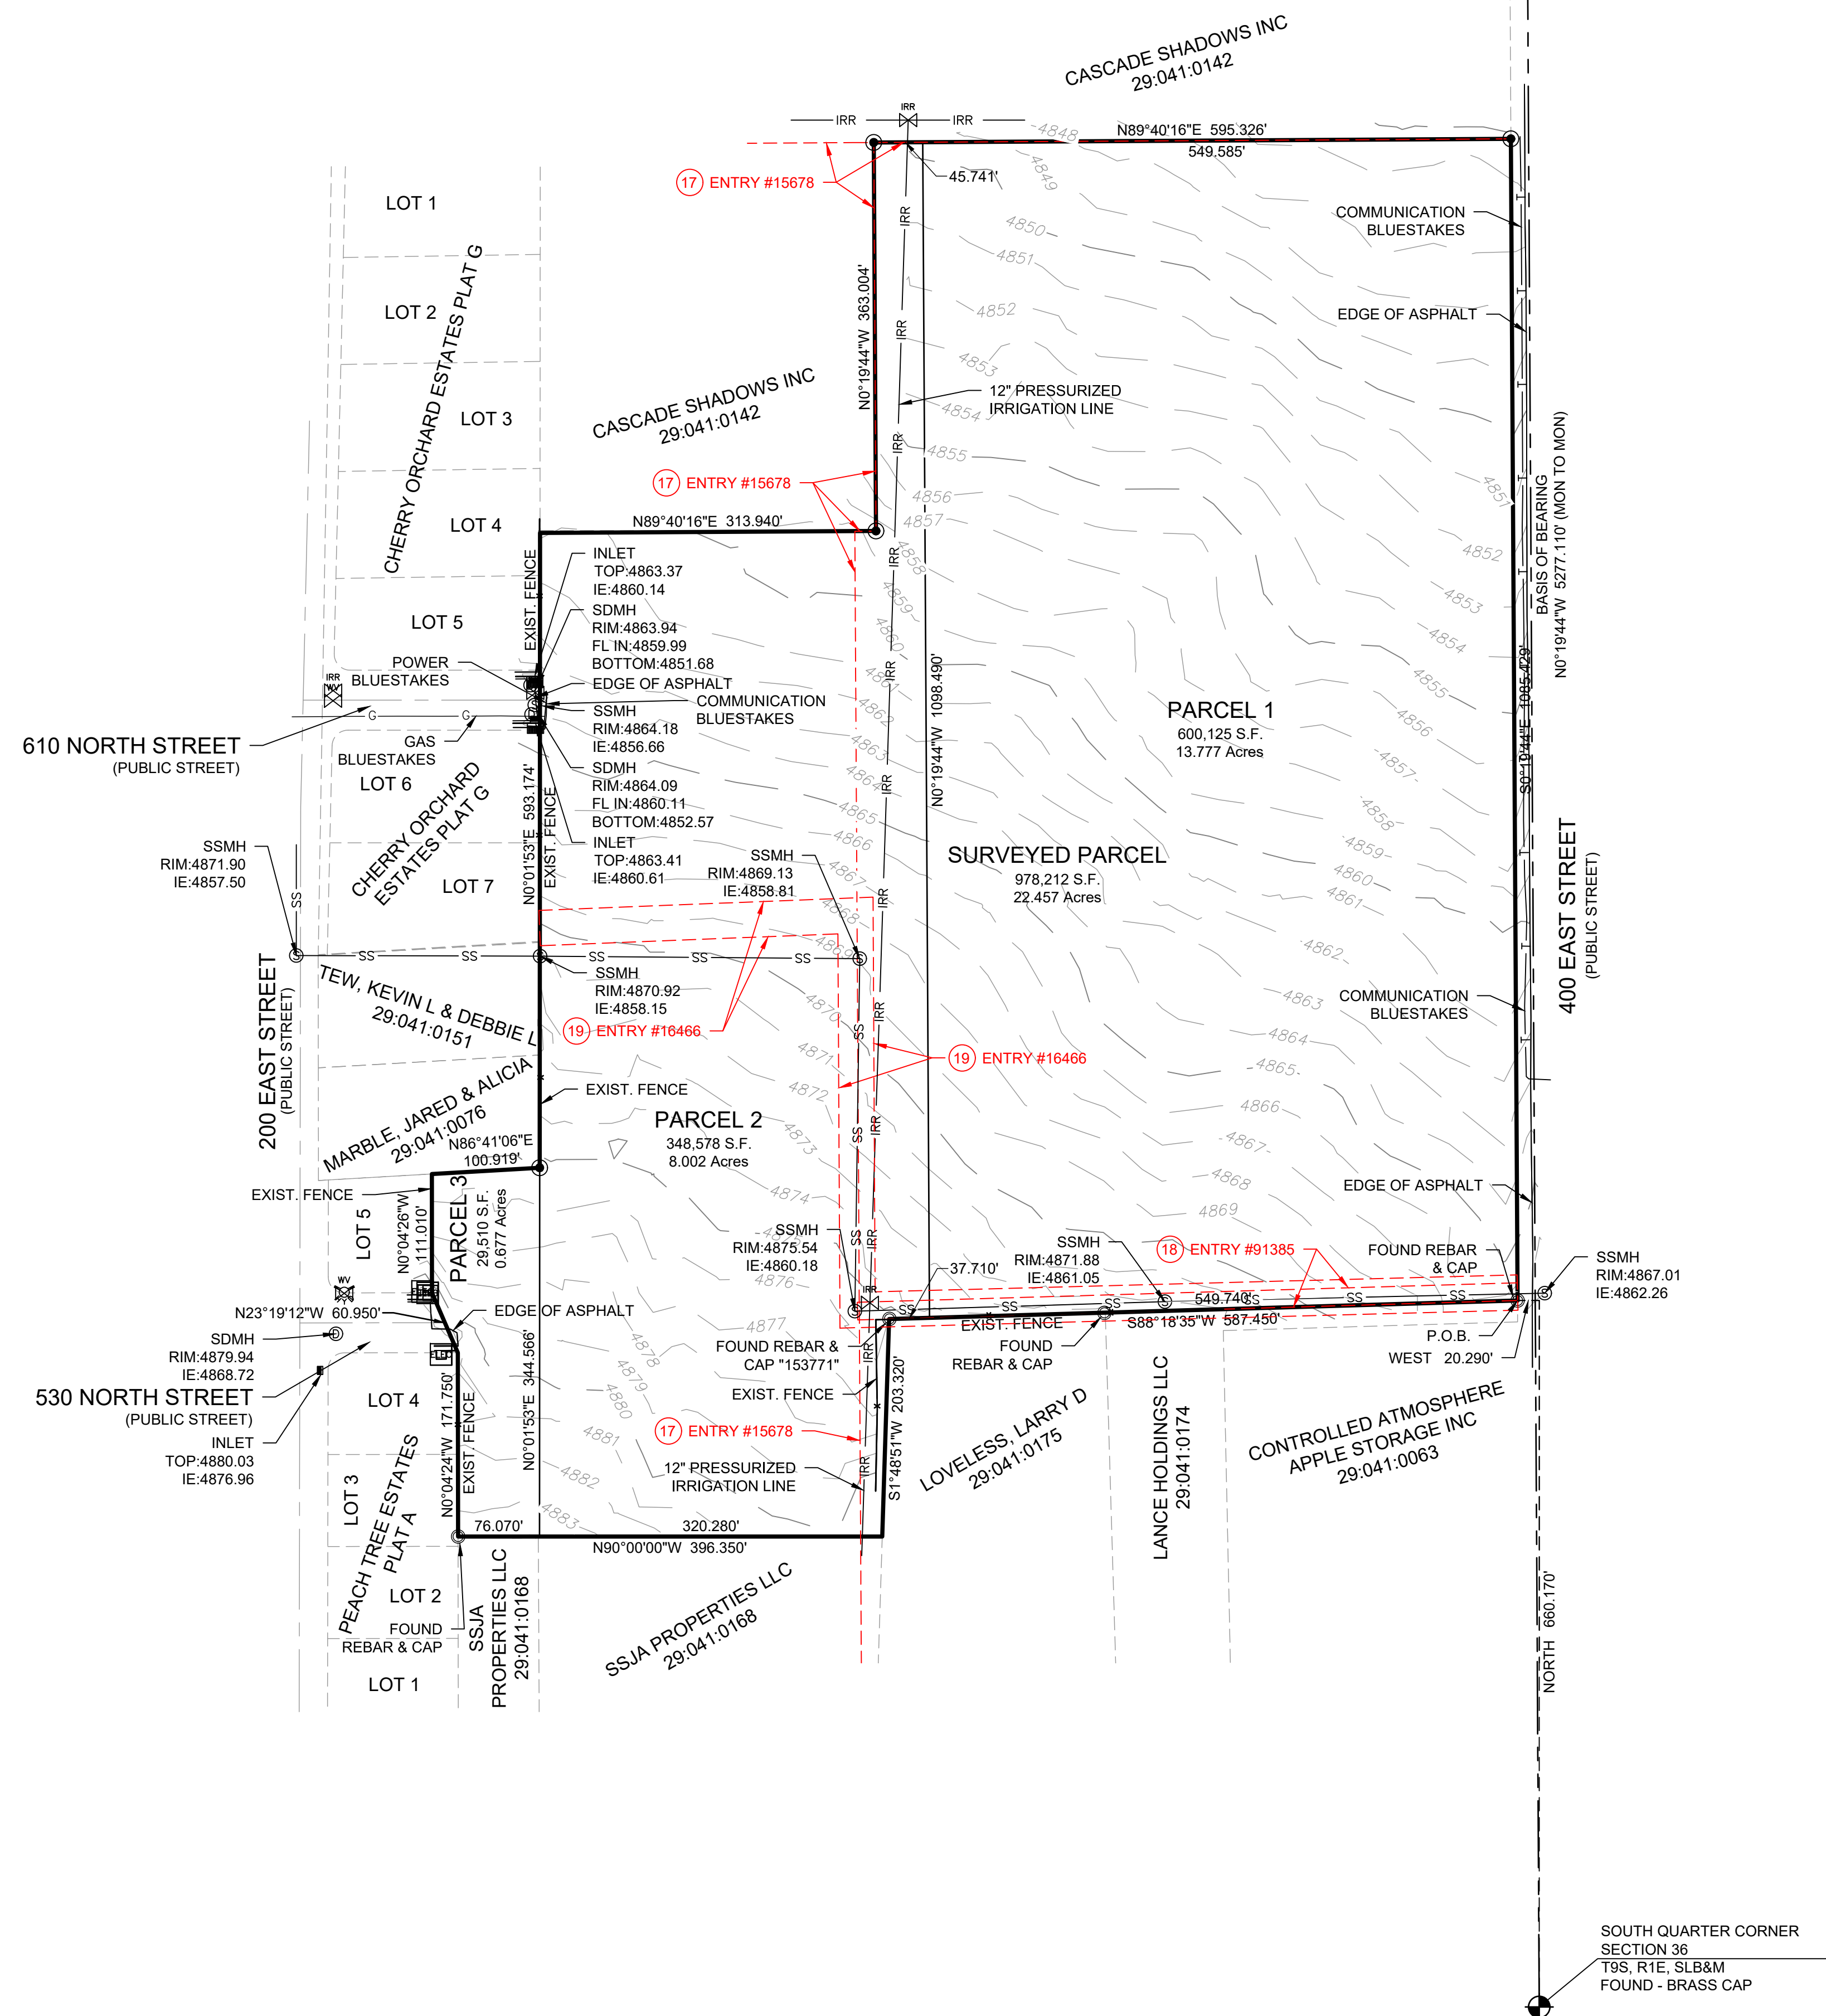 CASCADE SHADOWS INC
29:041:0142
IRR
IRR
IRR
4848
N89°40'16"E 595.326'
549.585'
45.741'
17 ENTRY #15678
4849
COMMUNICATION
BLUESTAKES
LOT 1
IRR
4850
4851
LOT 2
CHERRY ORCHARD ESTATES PLAT G
N0°19'44"W 363.004'
IRR
4852
EDGE OF ASPHALT
4853
CASCADE SHADOWS INC
29:041:0142
12" PRESSURIZED
IRRIGATION LINE
4854
LOT 3
IRR
4855
BASIS OF BEARING
N0°19'44"W 5277.110' (MON TO MON)
17 ENTRY #15678
4856
4851
LOT 4
N89°40'16"E 313.940'
4857
4858
IRR
4852
EXIST. FENCE
INLET
TOP:4863.37
IE:4860.14
4859
4853
SDMH
RIM:4863.94
FL IN:4859.99
BOTTOM:4851.68
LOT 5
4860
4854
POWER
BLUESTAKES
IRR
WV
EDGE OF ASPHALT
COMMUNICATION
BLUESTAKES
4861
IRR
4855
N0°19'44"W 1098.490'
S0°19'44"E 1085.429'
PARCEL 1
600,125 S.F.
13.777 Acres
G
G
SSMH
RIM:4864.18
IE:4856.66
4862
4856
610 NORTH STREET
(PUBLIC STREET)
GAS
BLUESTAKES
4863
4857
SDMH
RIM:4864.09
FL IN:4860.11
BOTTOM:4852.57
LOT 6
4864
IRR
CHERRY ORCHARD
ESTATES PLAT G
N0°01'53"E 593.174'
EXIST. FENCE
4865
4858
INLET
TOP:4863.41
IE:4860.61
4866
4859
SSMH
RIM:4871.90
IE:4857.50
SSMH
RIM:4869.13
IE:4858.81
SURVEYED PARCEL
978,212 S.F.
22.457 Acres
4860
LOT 7
4867
4861
400 EAST STREET
(PUBLIC STREET)
SS
IRR
4868
4869
4862
SS
SS
SS
SS
SS
200 EAST STREET
(PUBLIC STREET)
TEW, KEVIN L & DEBBIE L
29:041:0151
SSMH
RIM:4870.92
IE:4858.15
4870
4863
COMMUNICATION
BLUESTAKES
19 ENTRY #16466
SS
IRR
4864
4871
19 ENTRY #16466
4865
MARBLE, JARED & ALICIA
29:041:0076
EXIST. FENCE
4872
4866
PARCEL 2
348,578 S.F.
8.002 Acres
4873
SS
IRR
4867
N86°41'06"E
100.919'
4868
EXIST. FENCE
4874
EDGE OF ASPHALT
LOT 5
N0°04'26"W
1111.010'
PARCEL 3
29,510 S.F.
0.677 Acres
4869
SSMH
RIM:4875.54
IE:4860.18
SS
IRR
SSMH
RIM:4871.88
IE:4861.05
18 ENTRY #91385
FOUND REBAR
& CAP
SSMH
RIM:4867.01
IE:4862.26
4876
37.710'
WV
N23°19'12"W 60.950'
EDGE OF ASPHALT
SS
SS
SS
549.740'
SS
SS
SS
EXIST. FENCE
S88°18'35"W 587.450'
4877
SDMH
RIM:4879.94
IE:4868.72
FOUND REBAR &
CAP "153771"
FOUND
REBAR & CAP
P.O.B.
WEST 20.290'
4878
IRR
530 NORTH STREET
(PUBLIC STREET)
LOT 4
N0°04'24"W 171.750'
EXIST. FENCE
N0°01'53"E 344.566'
4879
EXIST. FENCE
S1°48'51"W 203.320'
4880
LOVELESS, LARRY D
29:041:0175
LANCE HOLDINGS LLC
29:041:0174
CONTROLLED ATMOSPHERE
APPLE STORAGE INC
29:041:0063
INLET
TOP:4880.03
IE:4876.96
4881
17 ENTRY #15678
LOT 3
PEACH TREE ESTATES
PLAT A
4882
12" PRESSURIZED
IRRIGATION LINE
IRR
4883
76.070'
320.280'
N90°00'00"W 396.350'
LOT 2
SSJA
PROPERTIES LLC
29:041:0168
SSJA PROPERTIES LLC
29:041:0168
FOUND
REBAR & CAP
LOT 1
NORTH 660.170'
SOUTH QUARTER CORNER
SECTION 36
T9S, R1E, SLB&M
FOUND - BRASS CAP